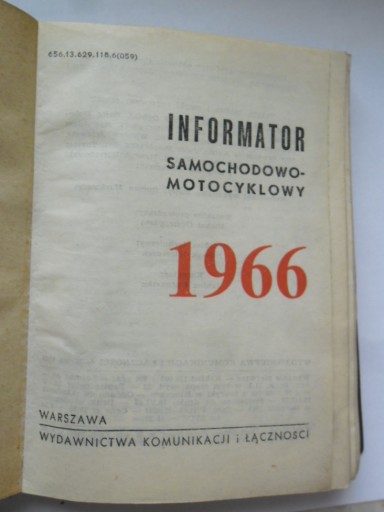 656.13.629.118.6(059)
INFORMATOR
SAMOCHODOWO-
MOTOCYKLOWY
1966
WARSZAWA
WYDAWNICTWA KOMUNIKACJI i ŁĄCZNOŚCI